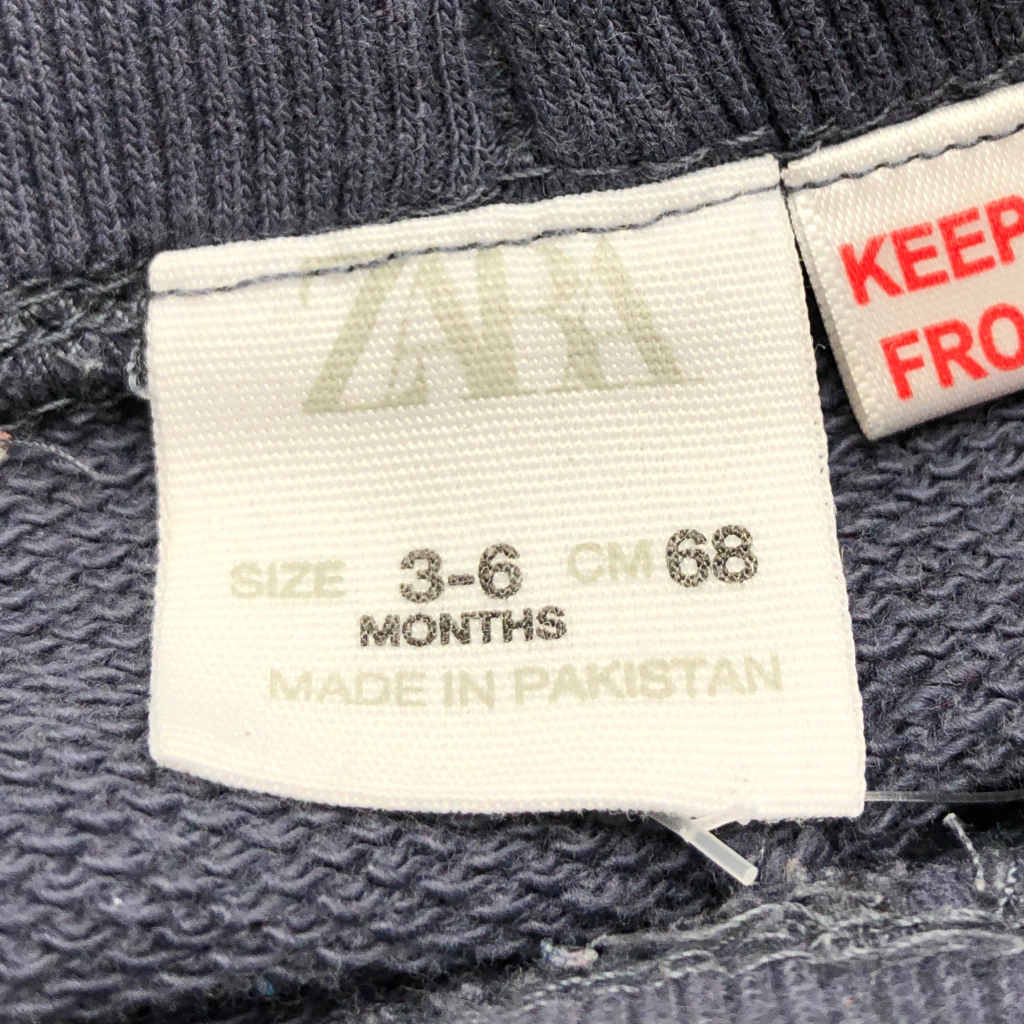 ZARA
SIZE 3-6 CM 68
MONTHS
MADE IN PAKISTAN
KEEP
FRO